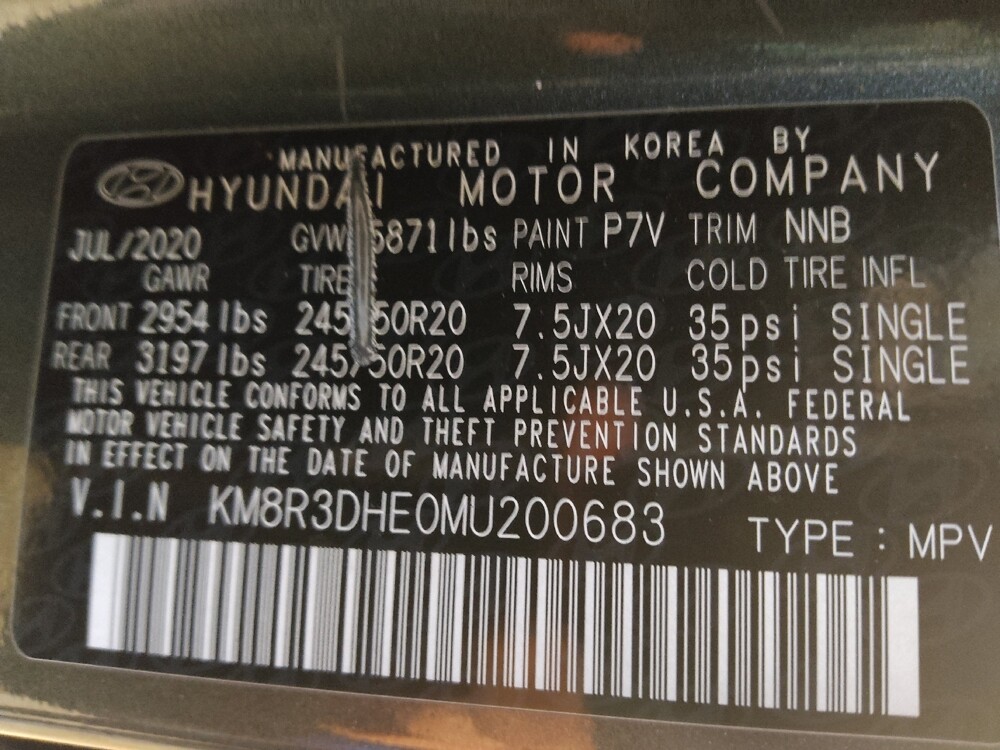 MANUFACTURED IN KOREA BY
HYUNDAI MOTOR COMPANY
JUL/2020 GVWR 5871lbs PAINT P7V TRIM NNB
GAWR TIRE RIMS COLD TIRE INFL
FRONT 2954 lbs 245/50R20 7.5JX20 35psi SINGLE
REAR 3197 lbs 245/50R20 7.5JX20 35psi SINGLE
THIS VEHICLE CONFORMS TO ALL APPLICABLE U.S.A. FEDERAL
MOTOR VEHICLE SAFETY AND THEFT PREVENTION STANDARDS
IN EFFECT ON THE DATE OF MANUFACTURE SHOWN ABOVE
V.I.N KM8R3DHE0MU200683 TYPE : MPV